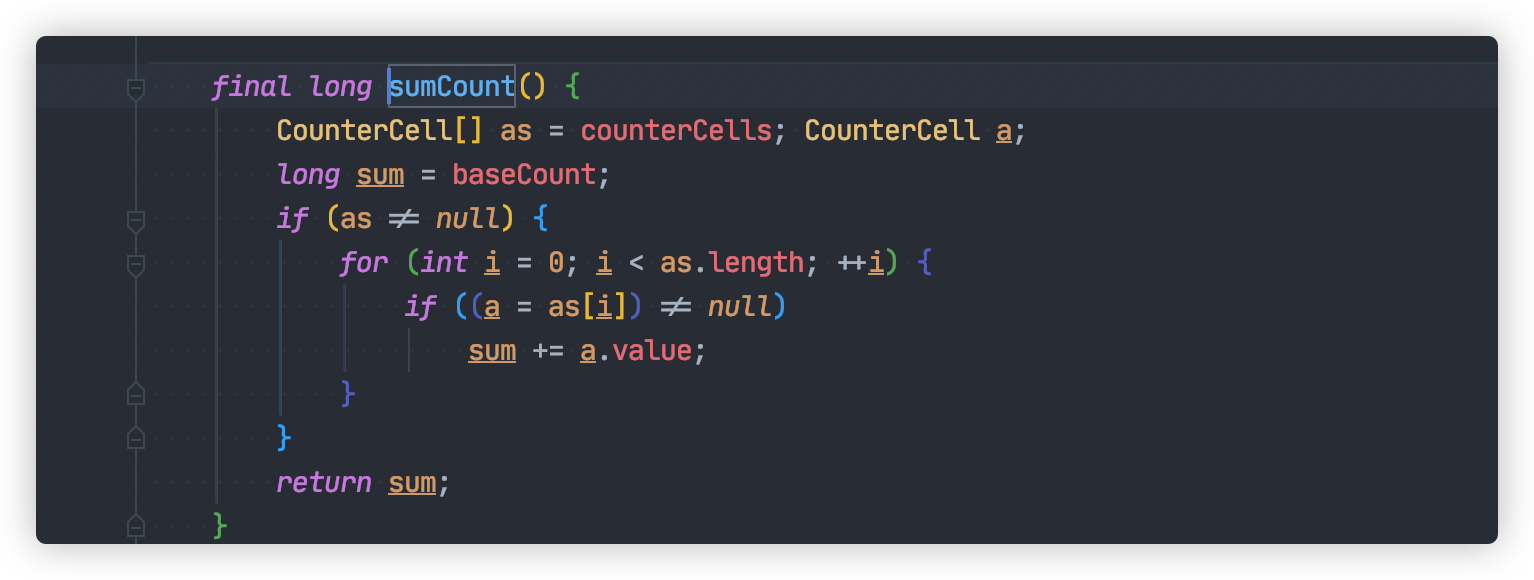 final long sumCount() {
CounterCell[] as = counterCells; CounterCell a;
long sum = baseCount;
if (as != null) {
for (int i = 0; i < as.length; ++i) {
if ((a = as[i]) != null)
sum += a.value;
}
}
return sum;
}